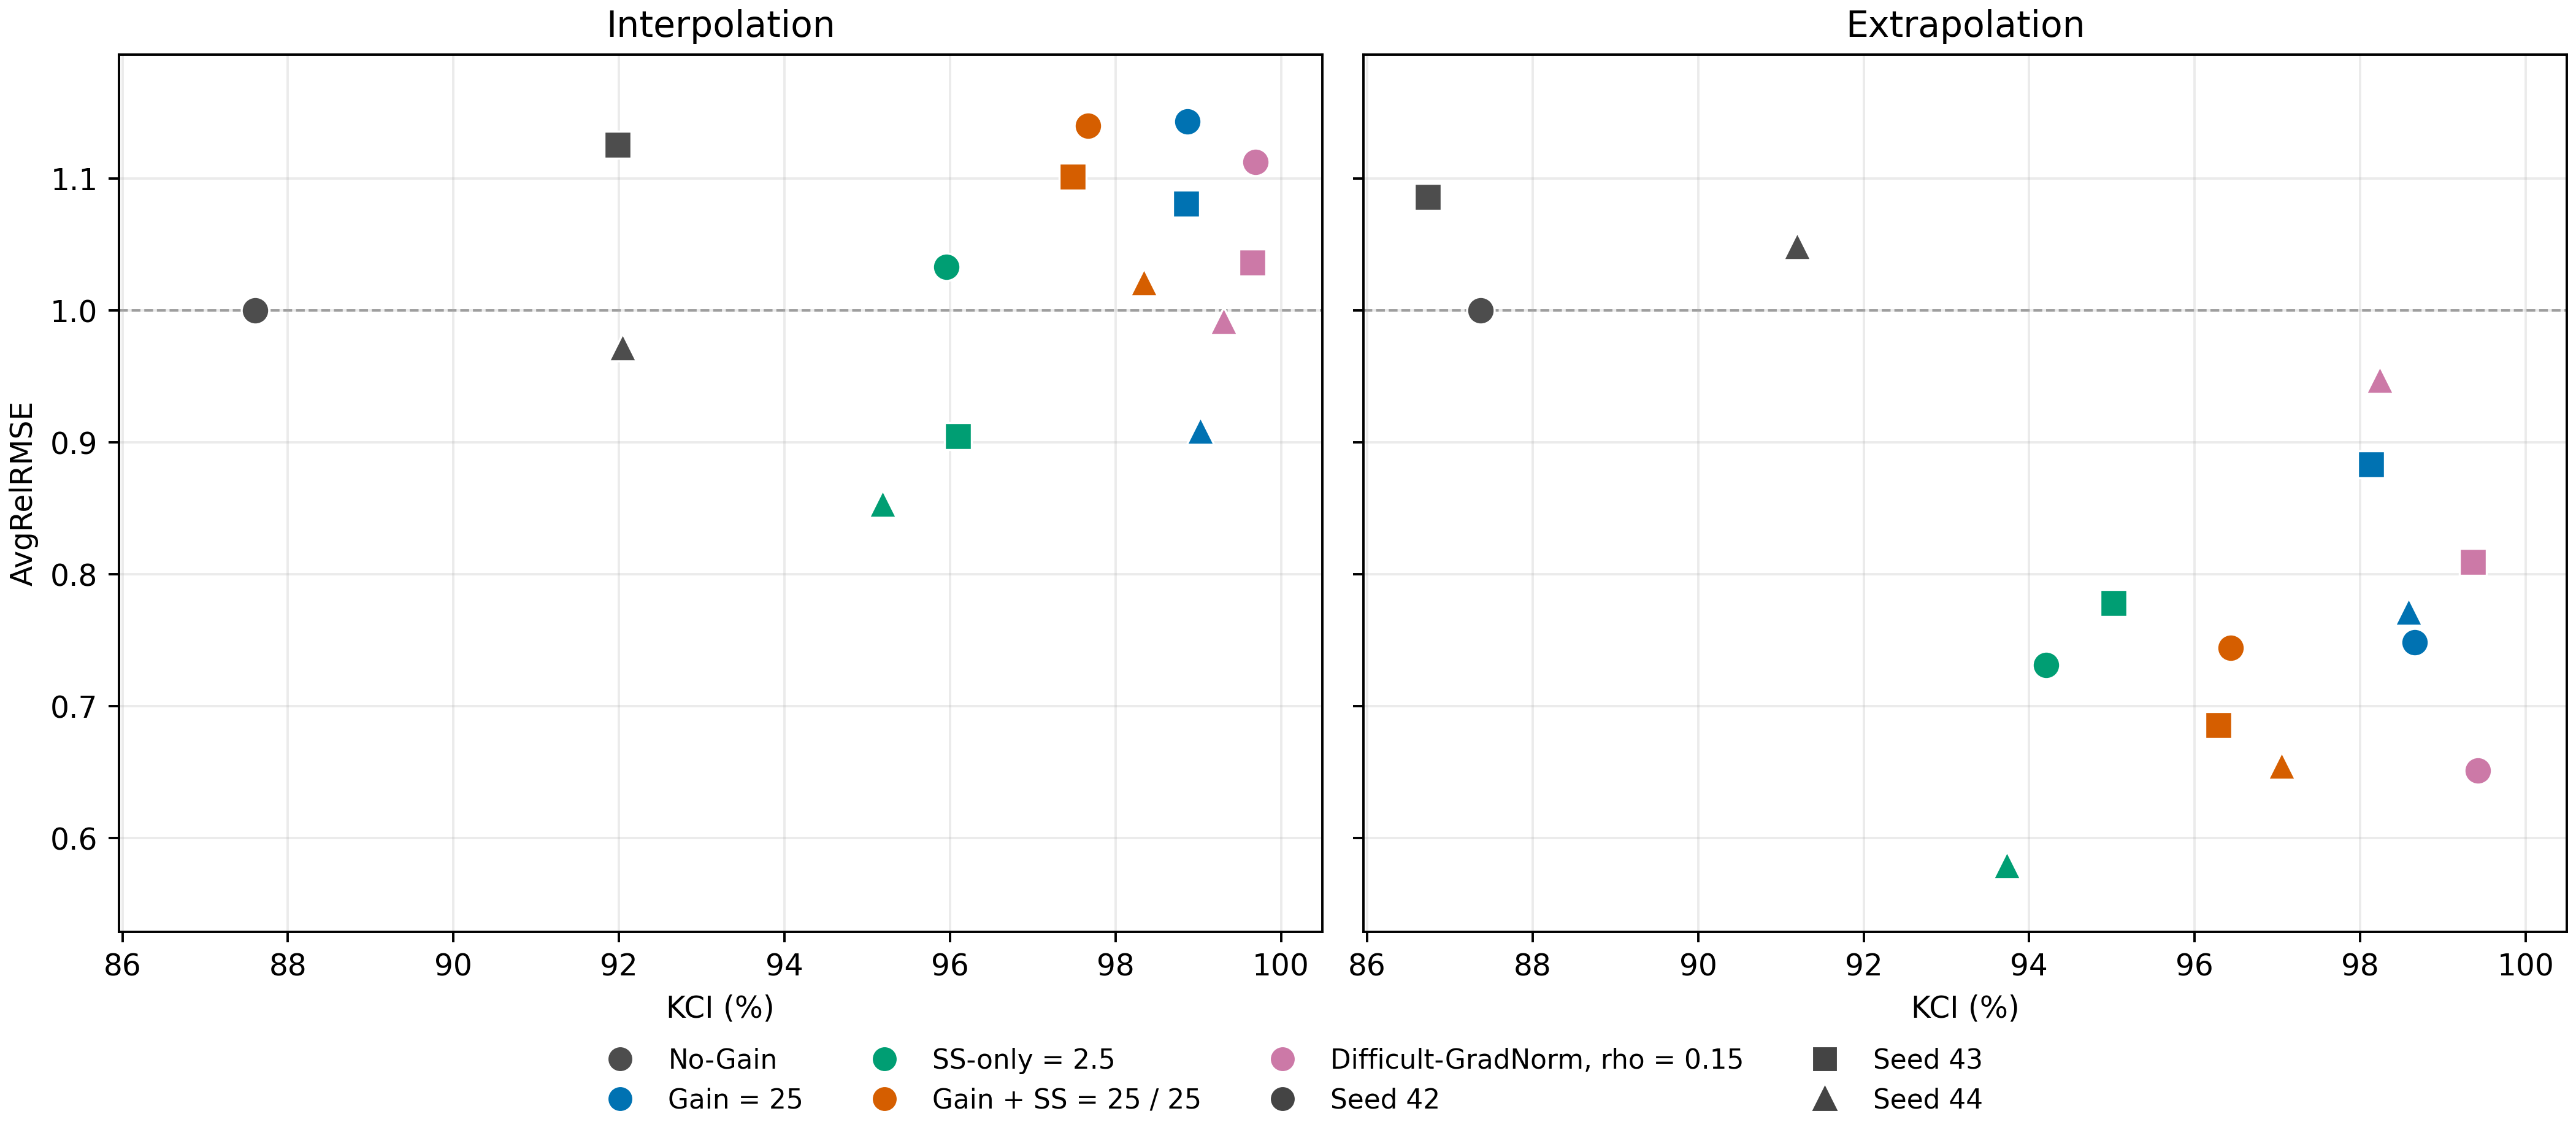 Interpolation
Extrapolation
AvgRelRMSE
1.1
1.0
0.9
0.8
0.7
0.6
86 88 90 92 94 96 98 100
86 88 90 92 94 96 98 100
KCI (%)
KCI (%)
No-Gain
Gain = 25
SS-only = 2.5
Gain + SS = 25 / 25
Difficult-GradNorm, rho = 0.15
Seed 42
Seed 43
Seed 44